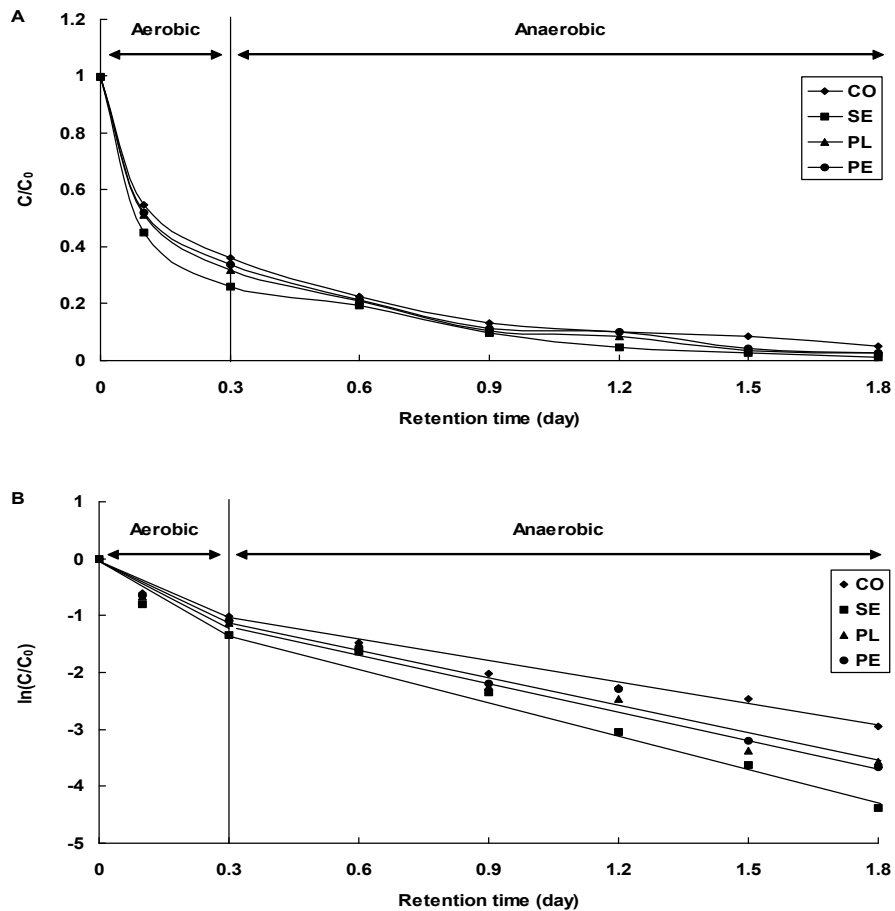 A
Aerobic
Anaerobic
1.2
1
0.8
0.6
0.4
0.2
0
C/C₀
CO
SE
PL
PE
0 0.3 0.6 0.9 1.2 1.5 1.8
Retention time (day)
B
Aerobic
Anaerobic
1
0
-1
-2
-3
-4
-5
ln(C/C₀)
CO
SE
PL
PE
0 0.3 0.6 0.9 1.2 1.5 1.8
Retention time (day)